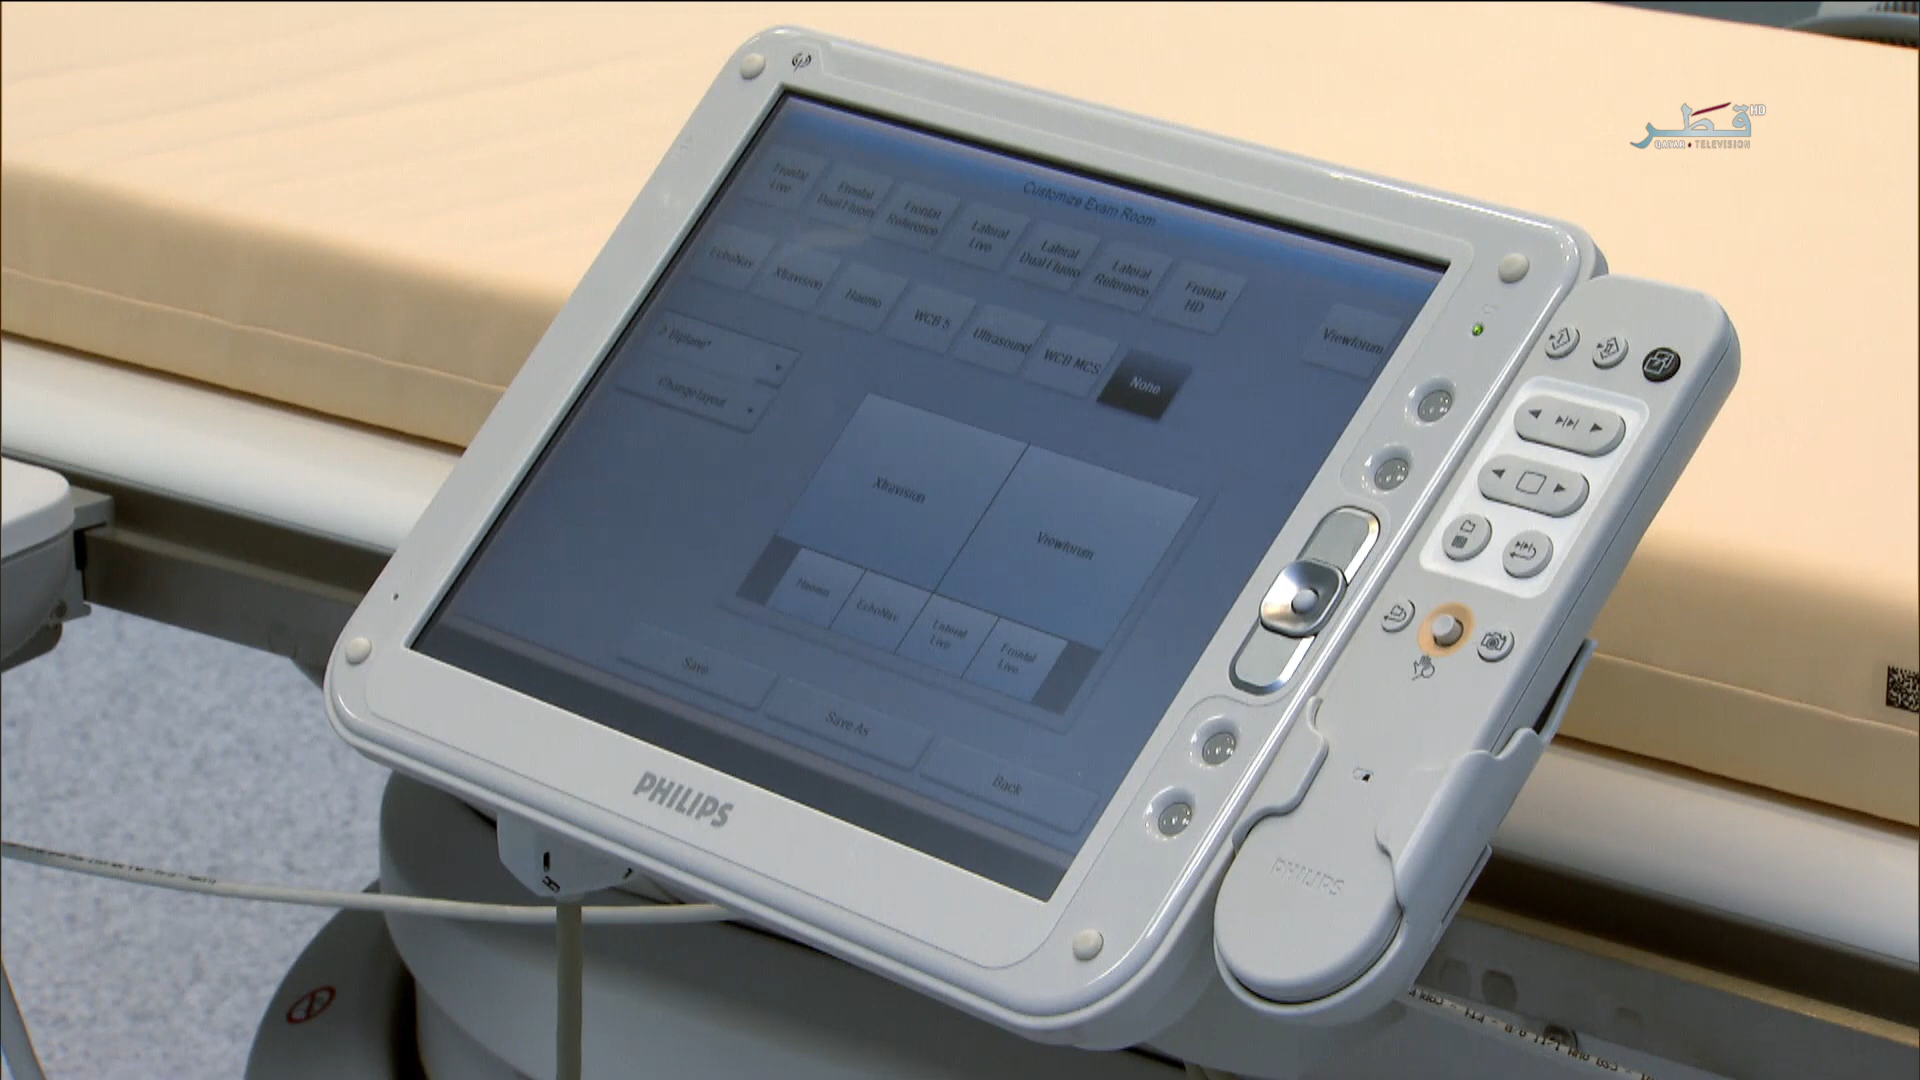 قطر HD
QATAR TELEVISION
Customize Exam Room
Frontal
Live
Frontal
Dual Fluoro
Frontal
Reference
Lateral
Live
Lateral
Dual Fluoro
Lateral
Reference
Frontal
HD
EchoNav
Xtravision
Haemo
WCB 5
Ultrasound
WCB MCS
None
Viewforum
2 Biplane*
Change layout
Xtravision
Viewforum
Haemo
EchoNav
Lateral
Live
Frontal
Live
Save
Save As
Back
PHILIPS
PHILIPS